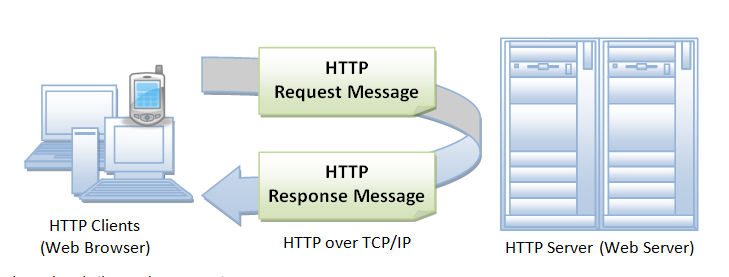 HTTP
Request Message
HTTP
Response Message
HTTP Clients
(Web Browser)
HTTP over TCP/IP
HTTP Server (Web Server)